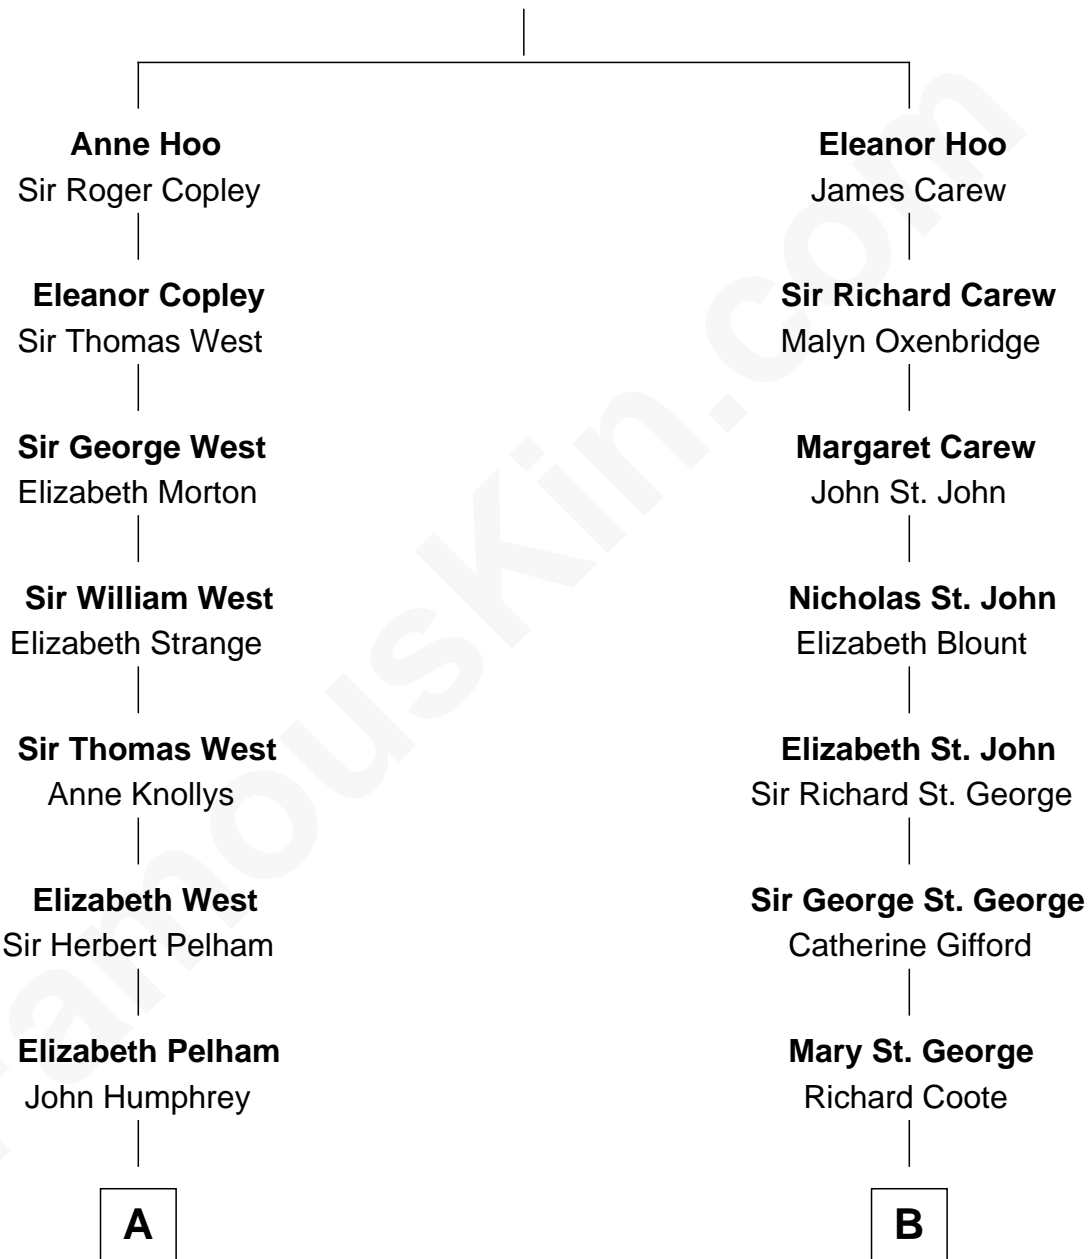 Anne Hoo
Sir Roger Copley
Eleanor Copley
Sir Thomas West
Sir George West
Elizabeth Morton
Sir William West
Elizabeth Strange
Sir Thomas West
Anne Knollys
Elizabeth West
Sir Herbert Pelham
Elizabeth Pelham
John Humphrey
A
Eleanor Hoo
James Carew
Sir Richard Carew
Malyn Oxenbridge
Margaret Carew
John St. John
Nicholas St. John
Elizabeth Blount
Elizabeth St. John
Sir Richard St. George
Sir George St. George
Catherine Gifford
Mary St. George
Richard Coote
B
FamousKin.com